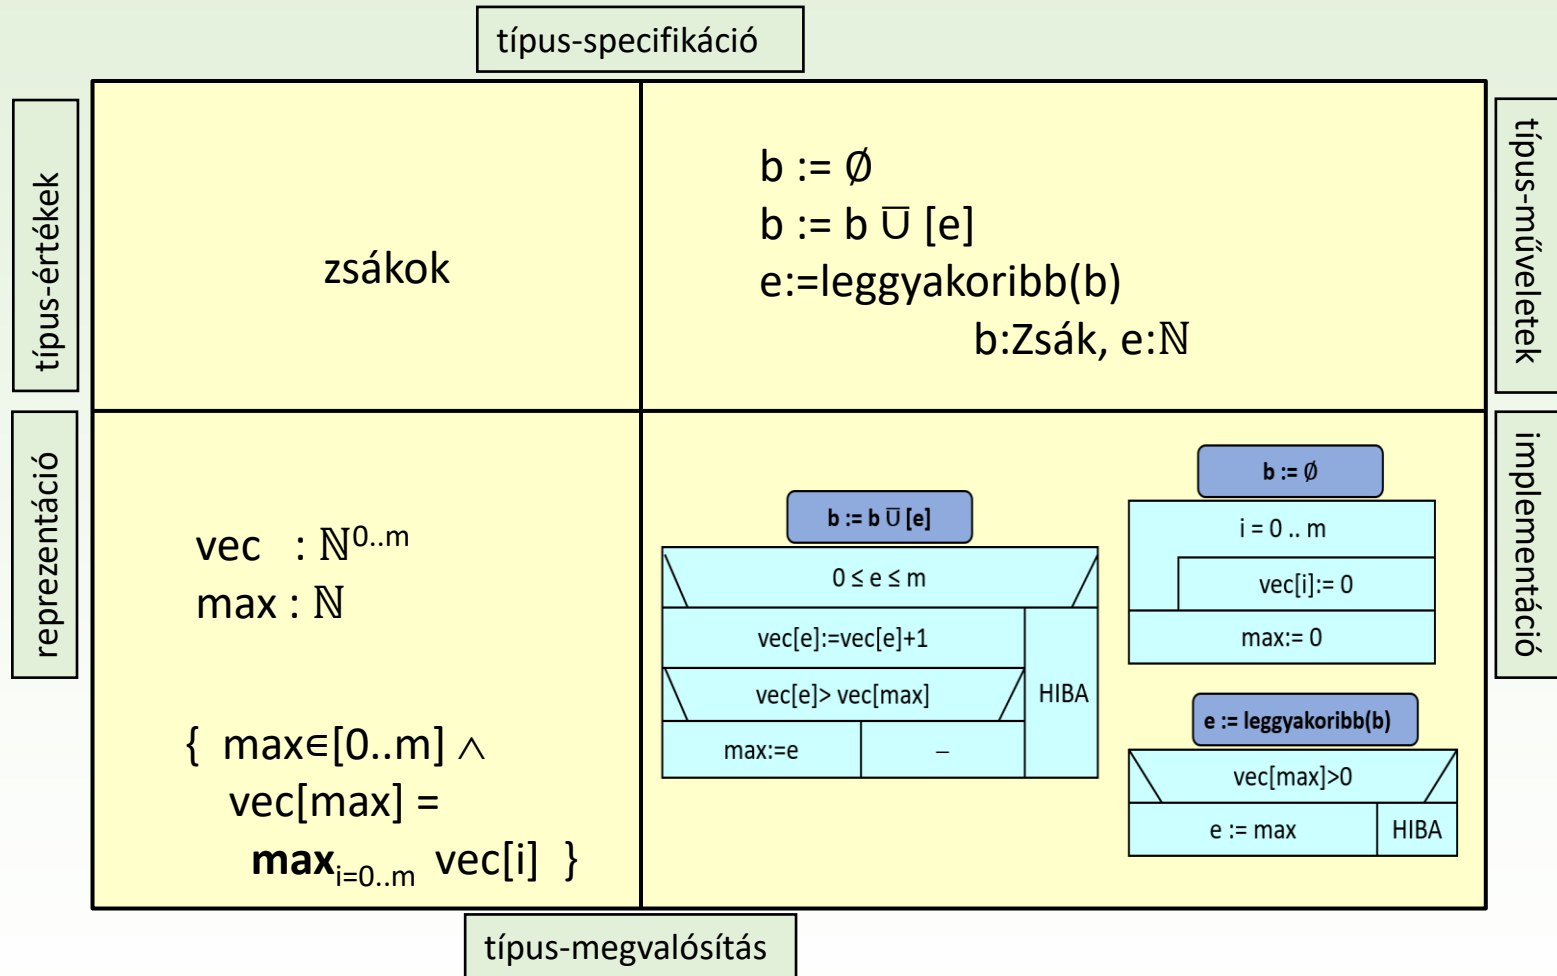 típus-specifikáció
típus-értékek
zsákok
b := ∅
b := b ⊍ [e]
e:=leggyakoribb(b)
b:Zsák, e:ℕ
típus-műveletek
reprezentáció
vec : ℕ^0..m
max : ℕ
{ max∈[0..m] ∧
vec[max] =
max_i=0..m vec[i] }
b := b ⊍ [e]
0 ≤ e ≤ m
vec[e]:=vec[e]+1
HIBA
vec[e]> vec[max]
max:=e
–
b := ∅
i = 0 .. m
vec[i]:= 0
max:= 0
e := leggyakoribb(b)
vec[max]>0
e := max
HIBA
implementáció
típus-megvalósítás